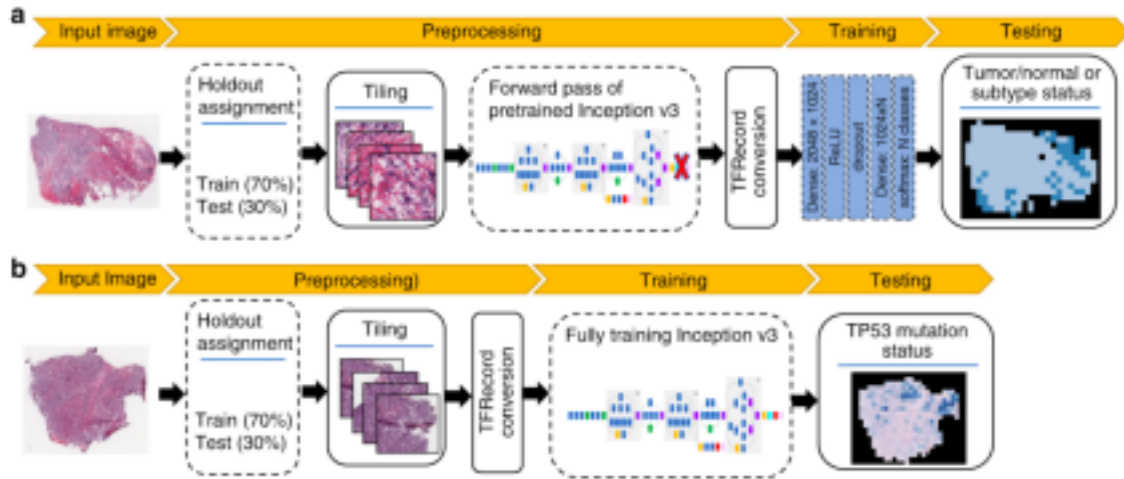 a
Input image
Preprocessing
Training
Testing
Holdout
assignment
Train (70%)
Test (30%)
Tiling
Forward pass of
pretrained Inception v3
X
TFRecord
conversion
Dense: 2048 × 1024
ReLU
dropout
Dense: 1024xN
softmax: N classes
Tumor/normal or
subtype status
b
Input Image
Preprocessing)
Training
Testing
Holdout
assignment
Train (70%)
Test (30%)
Tiling
TFRecord
conversion
Fully training Inception v3
TP53 mutation
status